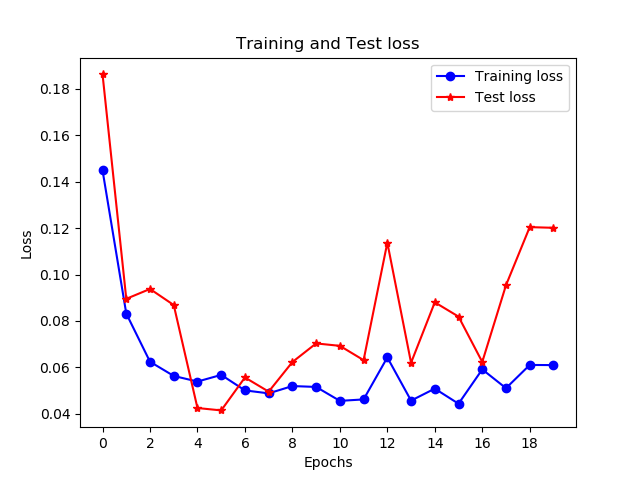 Training and Test loss
Training loss
Test loss
0.18
0.16
0.14
0.12
0.10
0.08
0.06
0.04
Loss
0 2 4 6 8 10 12 14 16 18
Epochs